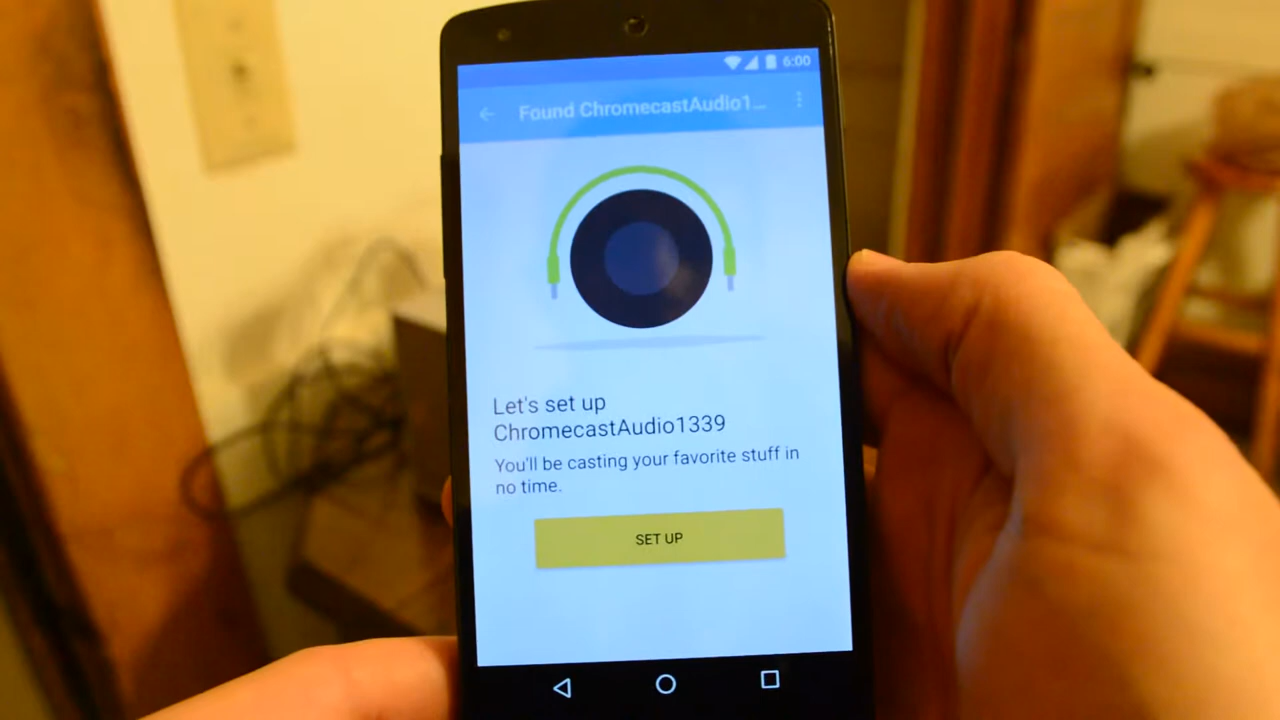 6:00
Found ChromecastAudio1...
Let's set up
ChromecastAudio1339
You'll be casting your favorite stuff in
no time.
SET UP